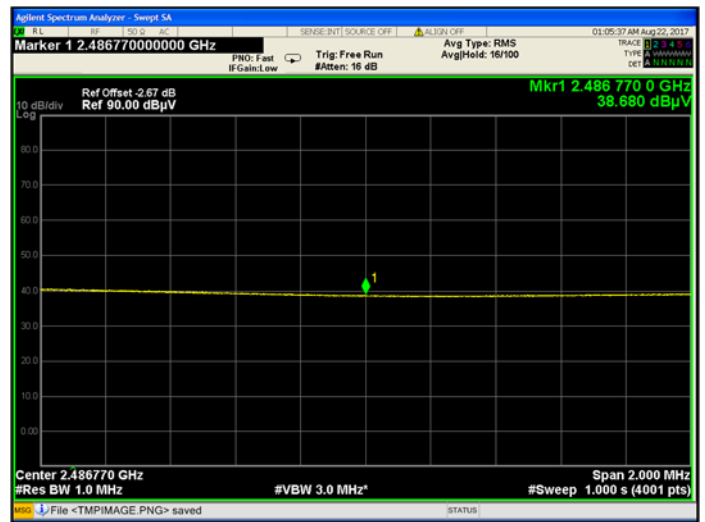 Agilent Spectrum Analyzer - Swept SA
RL RF 50 Ω AC SENSE:INT SOURCE OFF ALIGN OFF 01:05:37 AM Aug 22, 2017
Marker 1 2.486770000000 GHz
PNO: Fast
IFGain:Low
Trig: Free Run
#Atten: 16 dB
Avg Type: RMS
Avg|Hold: 16/100
TRACE 1 2 3 4 5 6
TYPE A
DET A N N N N N
Mkr1 2.486 770 0 GHz
38.680 dBµV
Ref Offset -2.67 dB
10 dB/div Ref 90.00 dBµV
Log
80.0
70.0
60.0
50.0
1
40.0
30.0
20.0
10.0
0.00
Center 2.486770 GHz Span 2.000 MHz
#Res BW 1.0 MHz #VBW 3.0 MHz* #Sweep 1.000 s (4001 pts)
MSG File <TMPIMAGE.PNG> saved STATUS